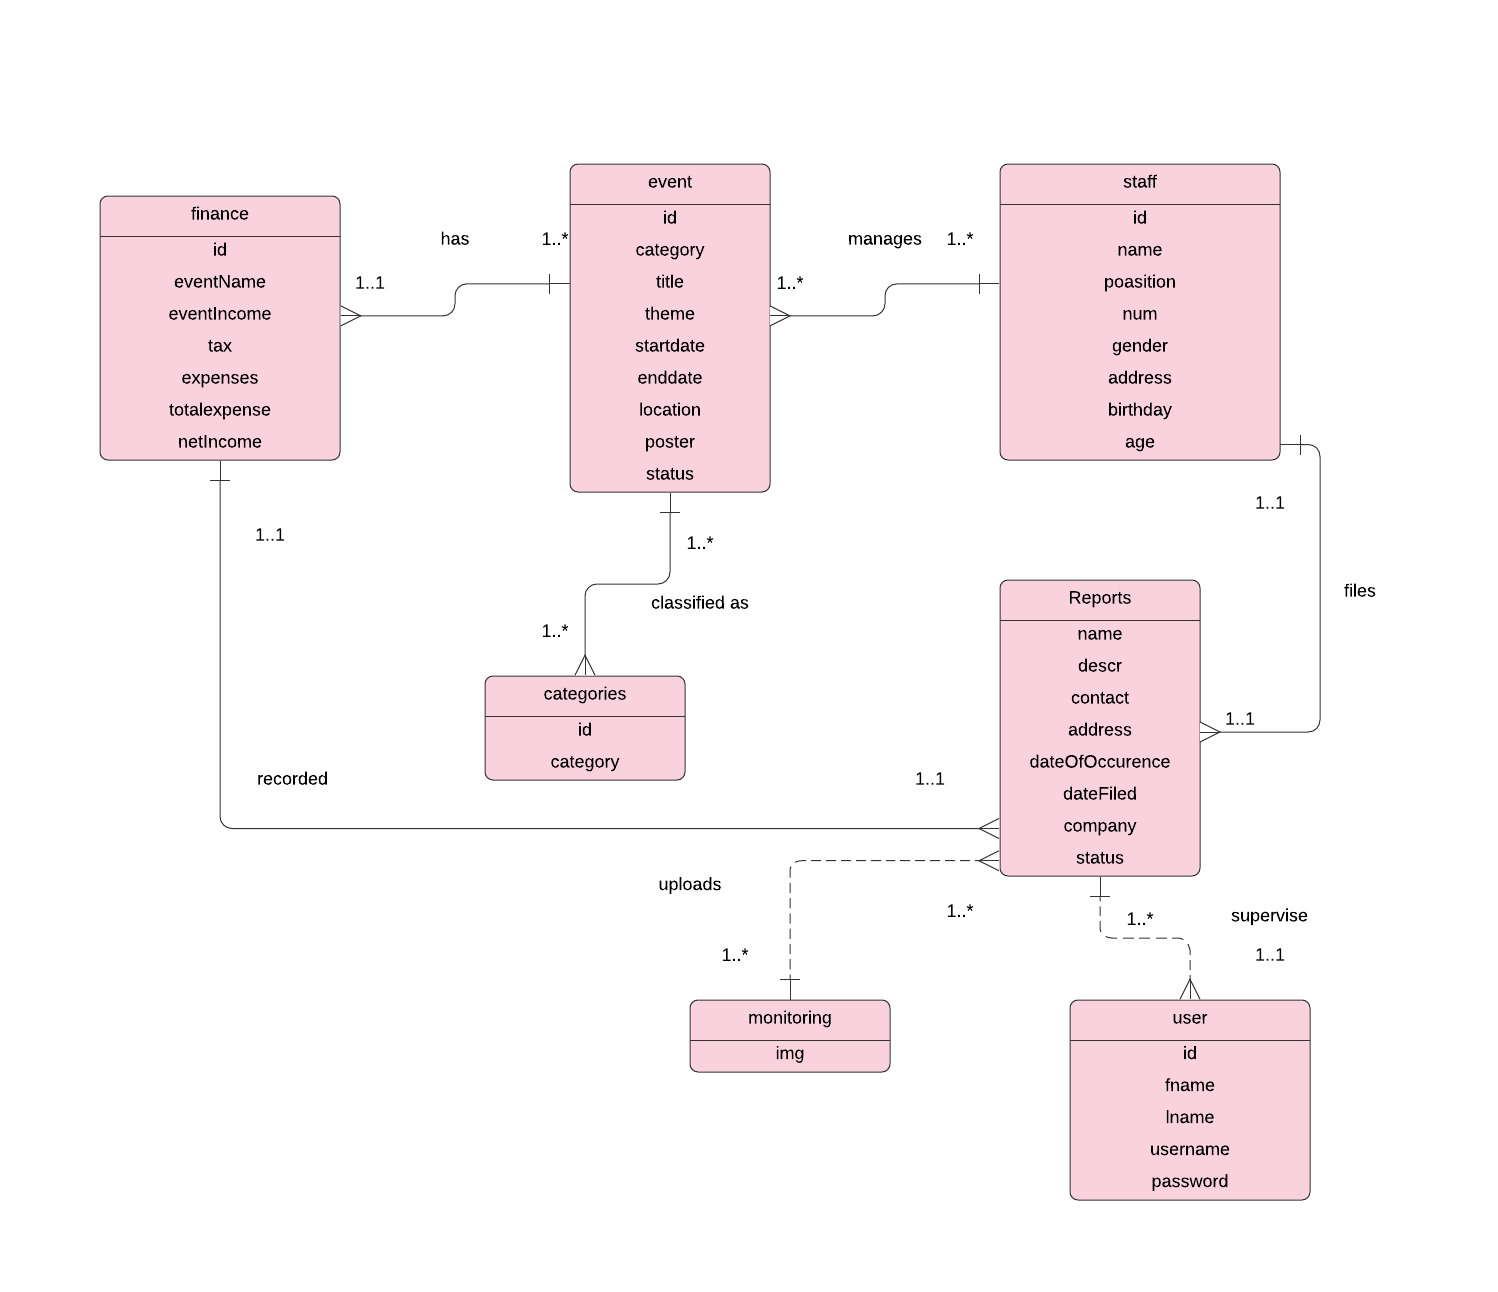 finance
id
eventName
eventIncome
tax
expenses
totalexpense
netIncome
has
1..1
1..*
event
id
category
title
theme
startdate
enddate
location
poster
status
manages
1..*
1..*
staff
id
name
poasition
num
gender
address
birthday
age
1..1
files
1..1
1..1
recorded
1..1
1..*
classified as
1..*
categories
id
category
Reports
name
descr
contact
address
dateOfOccurence
dateFiled
company
status
uploads
1..*
1..*
monitoring
img
1..*
supervise
1..1
user
id
fname
lname
username
password